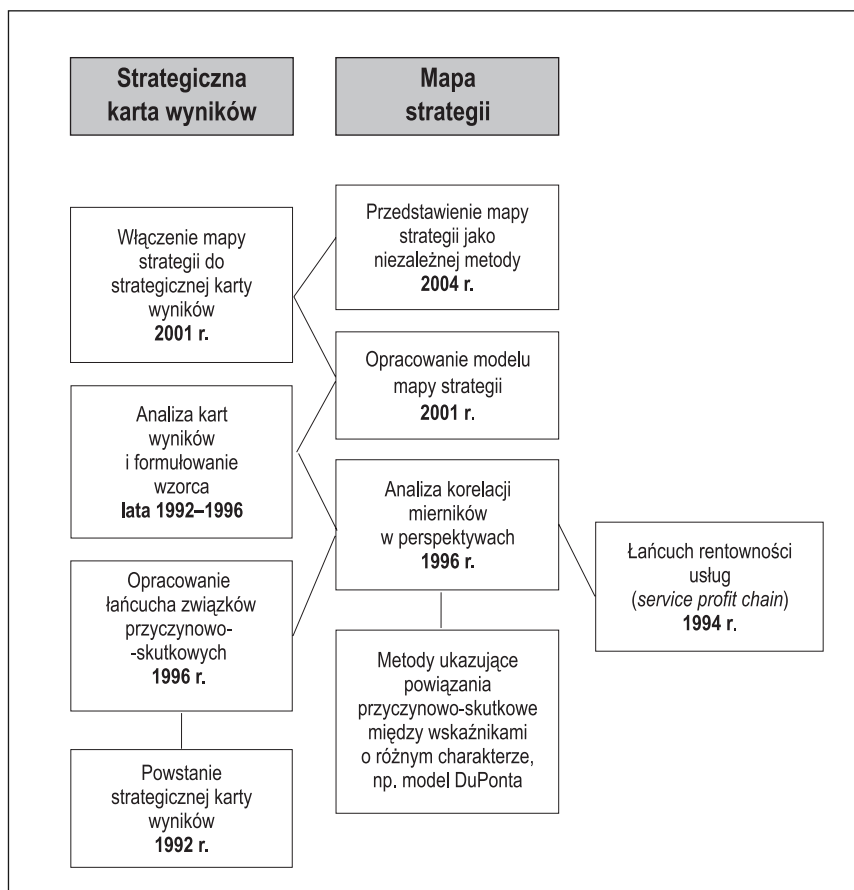 Strategiczna
karta wyników
Mapa
strategii
Włączenie mapy
strategii do
strategicznej karty
wyników
2001 r.
Analiza kart
wyników
i formułowanie
wzorca
lata 1992–1996
Opracowanie
łańcucha związków
przyczynowo-
-skutkowych
1996 r.
Powstanie
strategicznej karty
wyników
1992 r.
Przedstawienie mapy
strategii jako
niezależnej metody
2004 r.
Opracowanie modelu
mapy strategii
2001 r.
Analiza korelacji
mierników
w perspektywach
1996 r.
Metody ukazujące
powiązania
przyczynowo-skutkowe
między wskaźnikami
o różnym charakterze,
np. model DuPonta
Łańcuch rentowności
usług
(service profit chain)
1994 r.